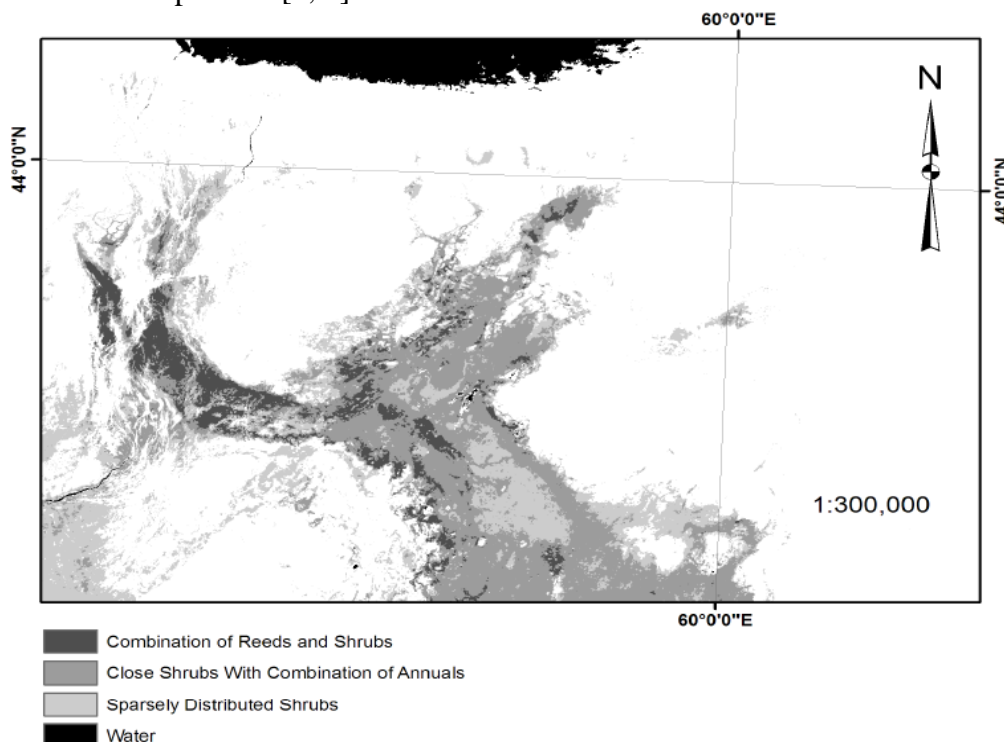 60°0'0"E
N
44°0'0"N
44°0'0"N
1:300,000
60°0'0"E
Combination of Reeds and Shrubs
Close Shrubs With Combination of Annuals
Sparsely Distributed Shrubs
Water